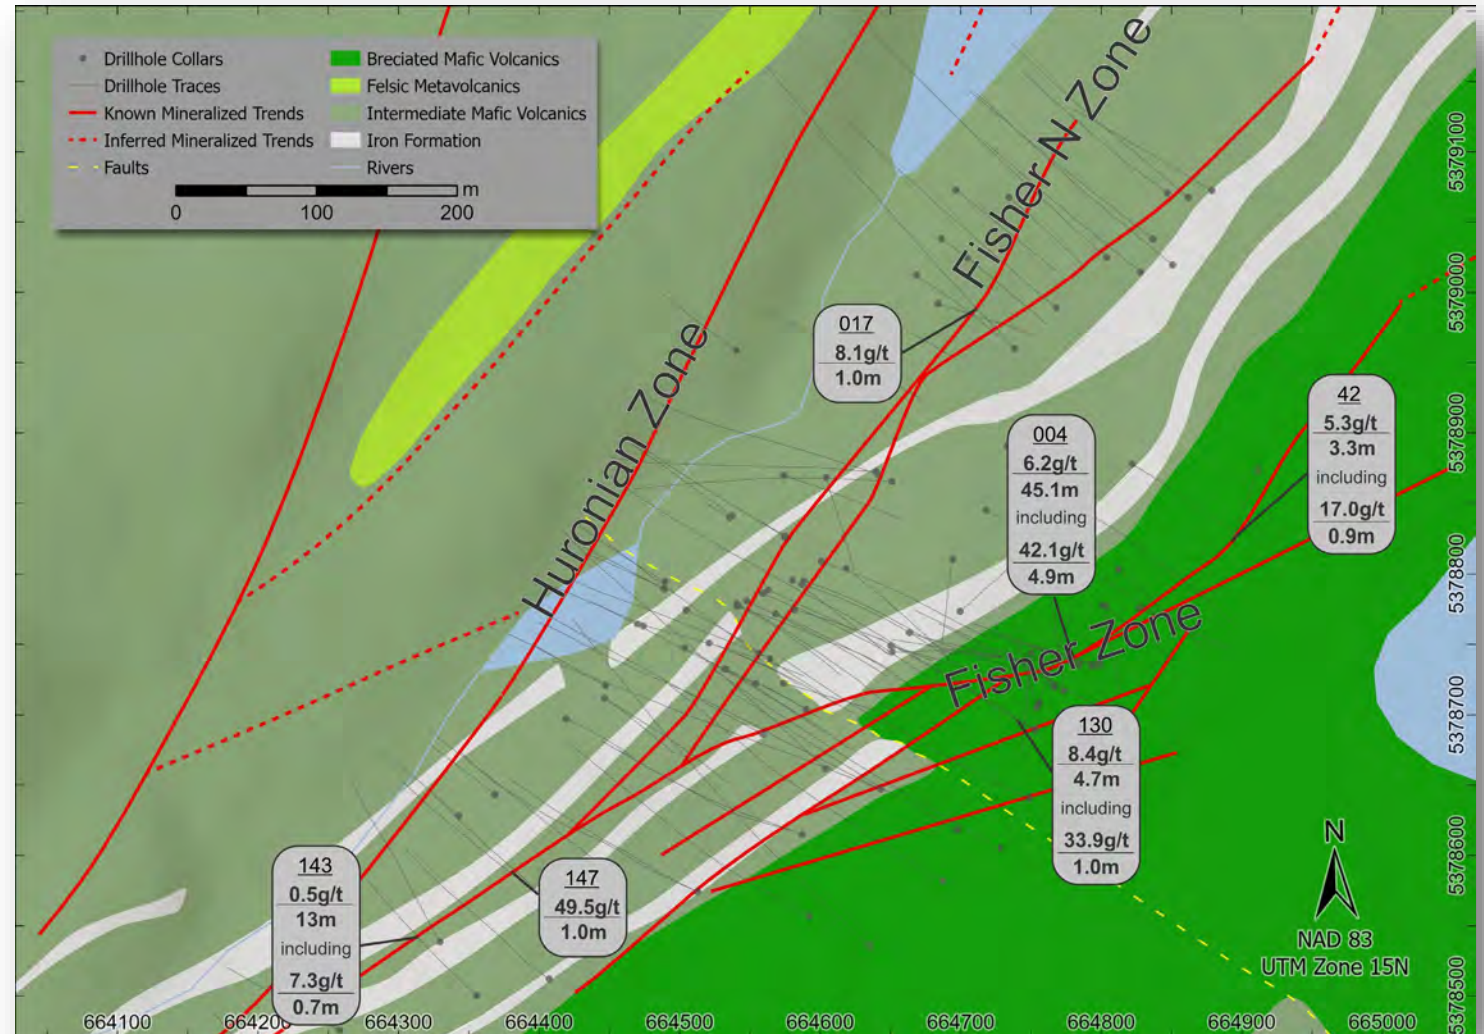 Drillhole Collars
Drillhole Traces
Known Mineralized Trends
Inferred Mineralized Trends
Faults
Breciated Mafic Volcanics
Felsic Metavolcanics
Intermediate Mafic Volcanics
Iron Formation
Rivers
m
0 100 200
Fisher N Zone
Huronian Zone
Fisher Zone
017
8.1g/t
1.0m
004
6.2g/t
45.1m
including
42.1g/t
4.9m
42
5.3g/t
3.3m
including
17.0g/t
0.9m
130
8.4g/t
4.7m
including
33.9g/t
1.0m
143
0.5g/t
13m
including
7.3g/t
0.7m
147
49.5g/t
1.0m
N
NAD 83
UTM Zone 15N
5379100
5379000
5378900
5378800
5378700
5378600
5378500
664100 664200 664300 664400 664500 664600 664700 664800 664900 665000